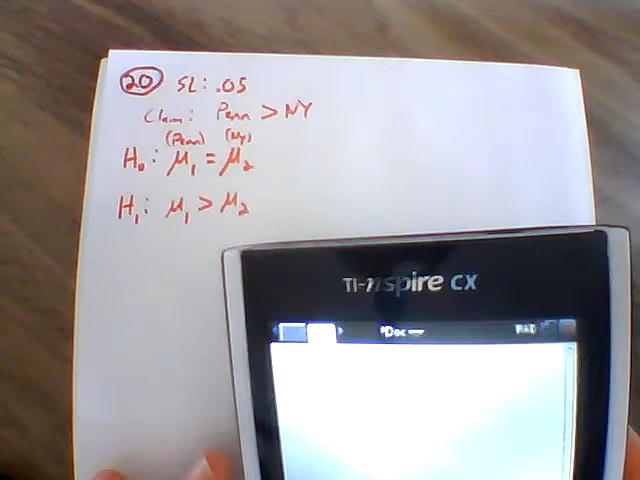 20 SL: .05
Claim: Penn > NY
(Penn) (NY)
H₀: μ₁ = μ₂
H₁: μ₁ > μ₂
TI-nspire CX
*Doc RAD